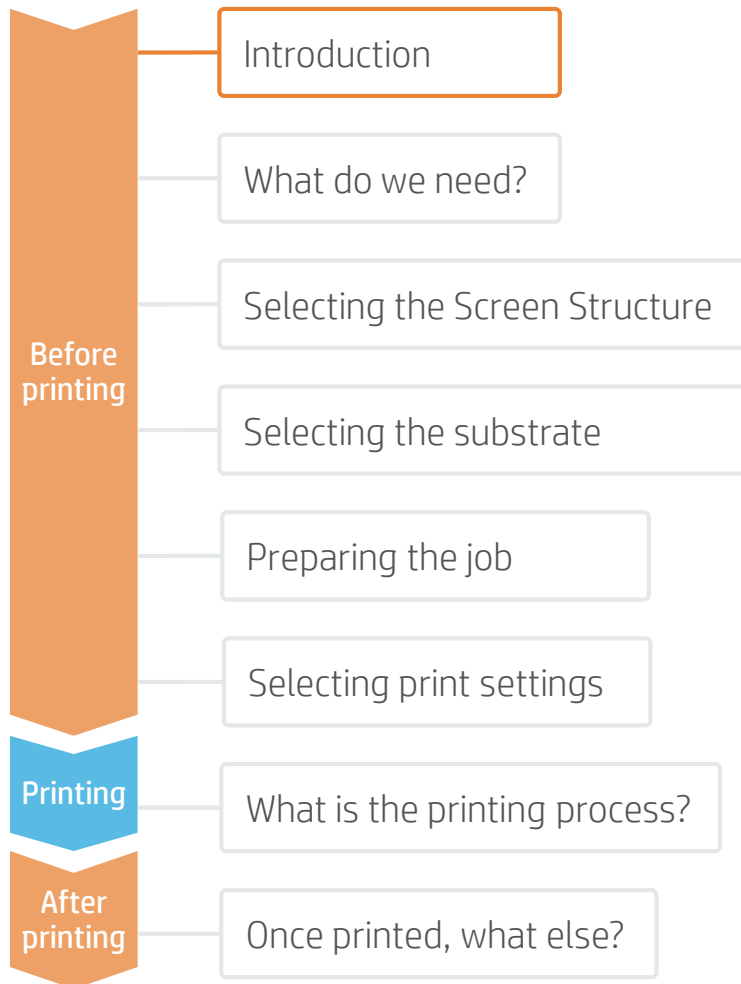 Introduction
What do we need?
Selecting the Screen Structure
Before
printing
Selecting the substrate
Preparing the job
Selecting print settings
Printing
What is the printing process?
After
printing
Once printed, what else?